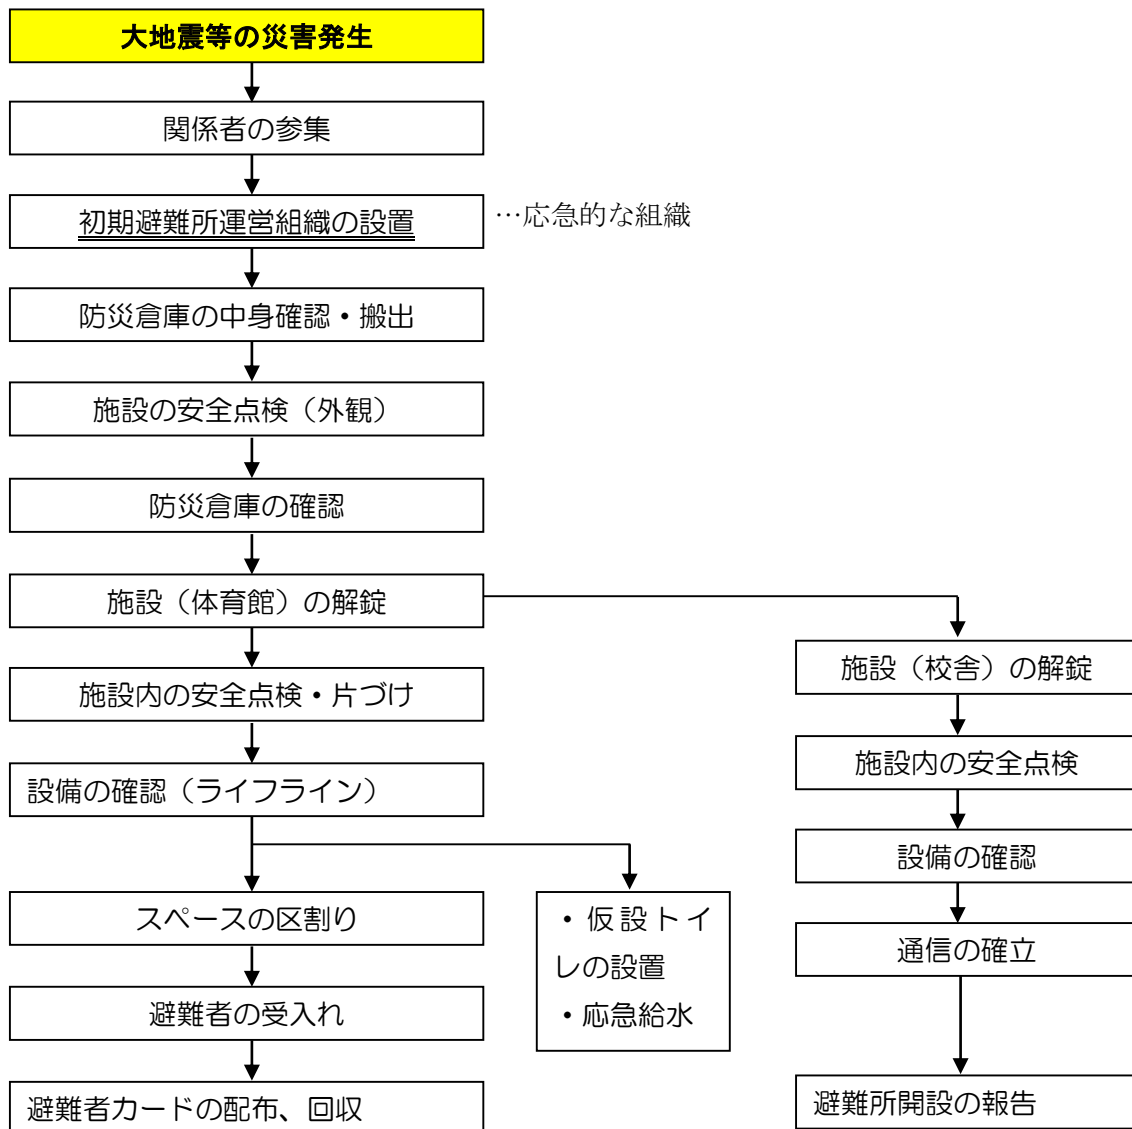 大地震等の災害発生
関係者の参集
初期避難所運営組織の設置
…応急的な組織
防災倉庫の中身確認・搬出
施設の安全点検（外観）
防災倉庫の確認
施設（体育館）の解錠
施設内の安全点検・片づけ
設備の確認（ライフライン）
スペースの区割り
避難者の受入れ
避難者カードの配布、回収
・仮設トイ
レの設置
・応急給水
施設（校舎）の解錠
施設内の安全点検
設備の確認
通信の確立
避難所開設の報告